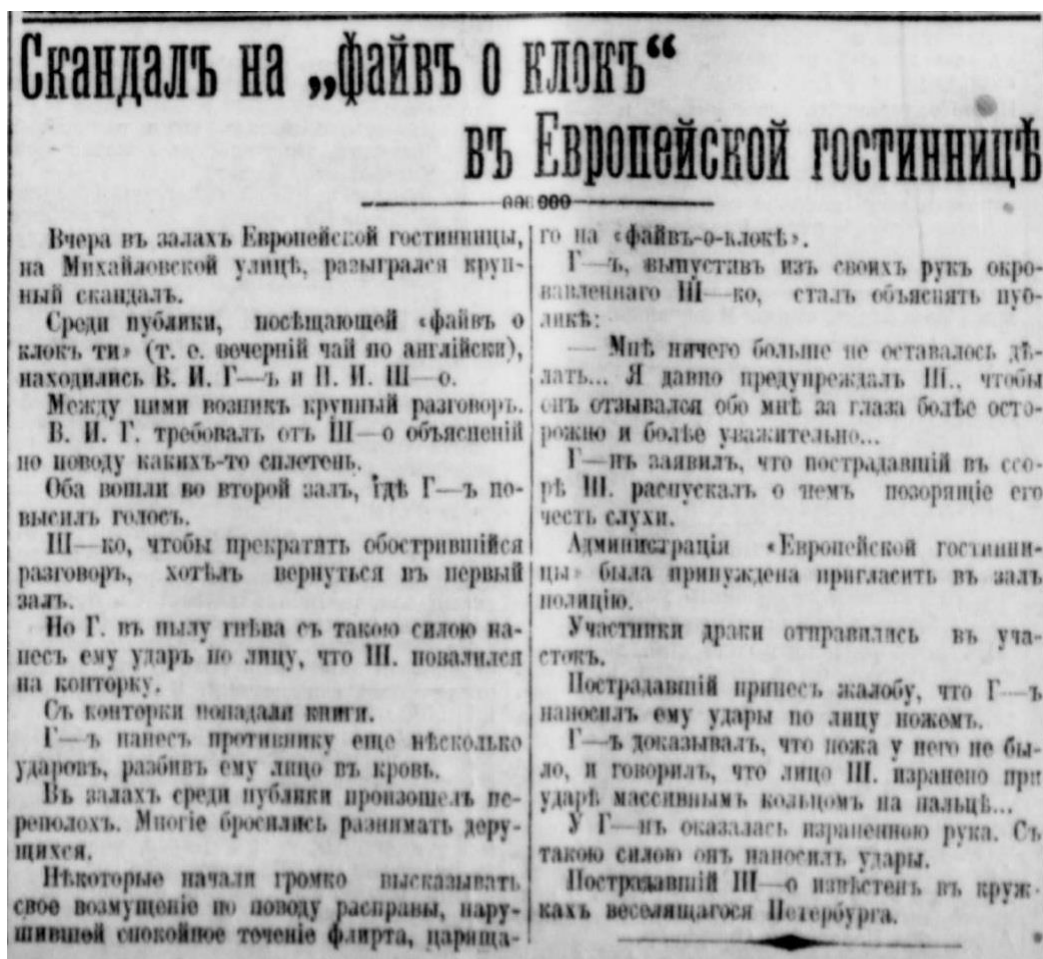 Скандалъ на „файвъ о клокъ“
въ Европейской гостинницѣ
Вчера въ залахъ Европейской гостинницы,
на Михайловской улицѣ, разыгрался круп-
ный скандалъ.
Среди публики, посѣщающей «файвъ о
клокъ ти» (т. е. вечерній чай по англійски),
находились В. И. Г—ъ и П. И. Ш—о.
Между ними возникъ крупный разговоръ.
В. И. Г. требовалъ отъ Ш—о объясненій
по поводу какихъ-то сплетенъ.
Оба вошли во второй залъ, гдѣ Г—ъ по-
высилъ голосъ.
Ш—ко, чтобы прекратить обострившійся
разговоръ, хотѣлъ вернуться въ первый
залъ.
Но Г. въ пылу гнѣва съ такою силою на-
несъ ему ударъ по лицу, что Ш. повалился
на конторку.
Съ конторки попадали книги.
Г—ъ нанесъ противнику еще нѣсколько
ударовъ, разбивъ ему лицо въ кровь.
Въ залахъ среди публики произошелъ пе-
реполохъ. Многіе бросились разнимать деру-
щихся.
Нѣкоторые начали громко высказывать
свое возмущеніе по поводу расправы, нару-
шившей спокойное теченіе флирта, царяща-
го на «файвъ-о-клокѣ».
Г—ъ, выпустивъ изъ своихъ рукъ окро-
вавленнаго Ш—ко, сталъ объяснять пуб-
ликѣ:
— Мнѣ ничего больше не оставалось дѣ-
лать... Я давно предупреждалъ Ш., чтобы
онъ отзывался обо мнѣ за глаза болѣе осто-
рожно и болѣе уважительно...
Г—нъ заявилъ, что пострадавшій въ ссо-
рѣ Ш. распускалъ о немъ позорящіе его
честь слухи.
Администрація «Европейской гостинни-
цы» была принуждена пригласить въ залъ
полицію.
Участники драки отправились въ уча-
стокъ.
Пострадавшій принесъ жалобу, что Г—ъ
наносилъ ему удары по лицу ножемъ.
Г—ъ доказывалъ, что ножа у него не бы-
ло, и говорилъ, что лицо Ш. изранено при
ударѣ массивнымъ кольцомъ на пальцѣ...
У Г—нъ оказалась израненною рука. Съ
такою силою онъ наносилъ удары.
Пострадавшій Ш—о извѣстенъ въ круж-
кахъ веселящагося Петербурга.